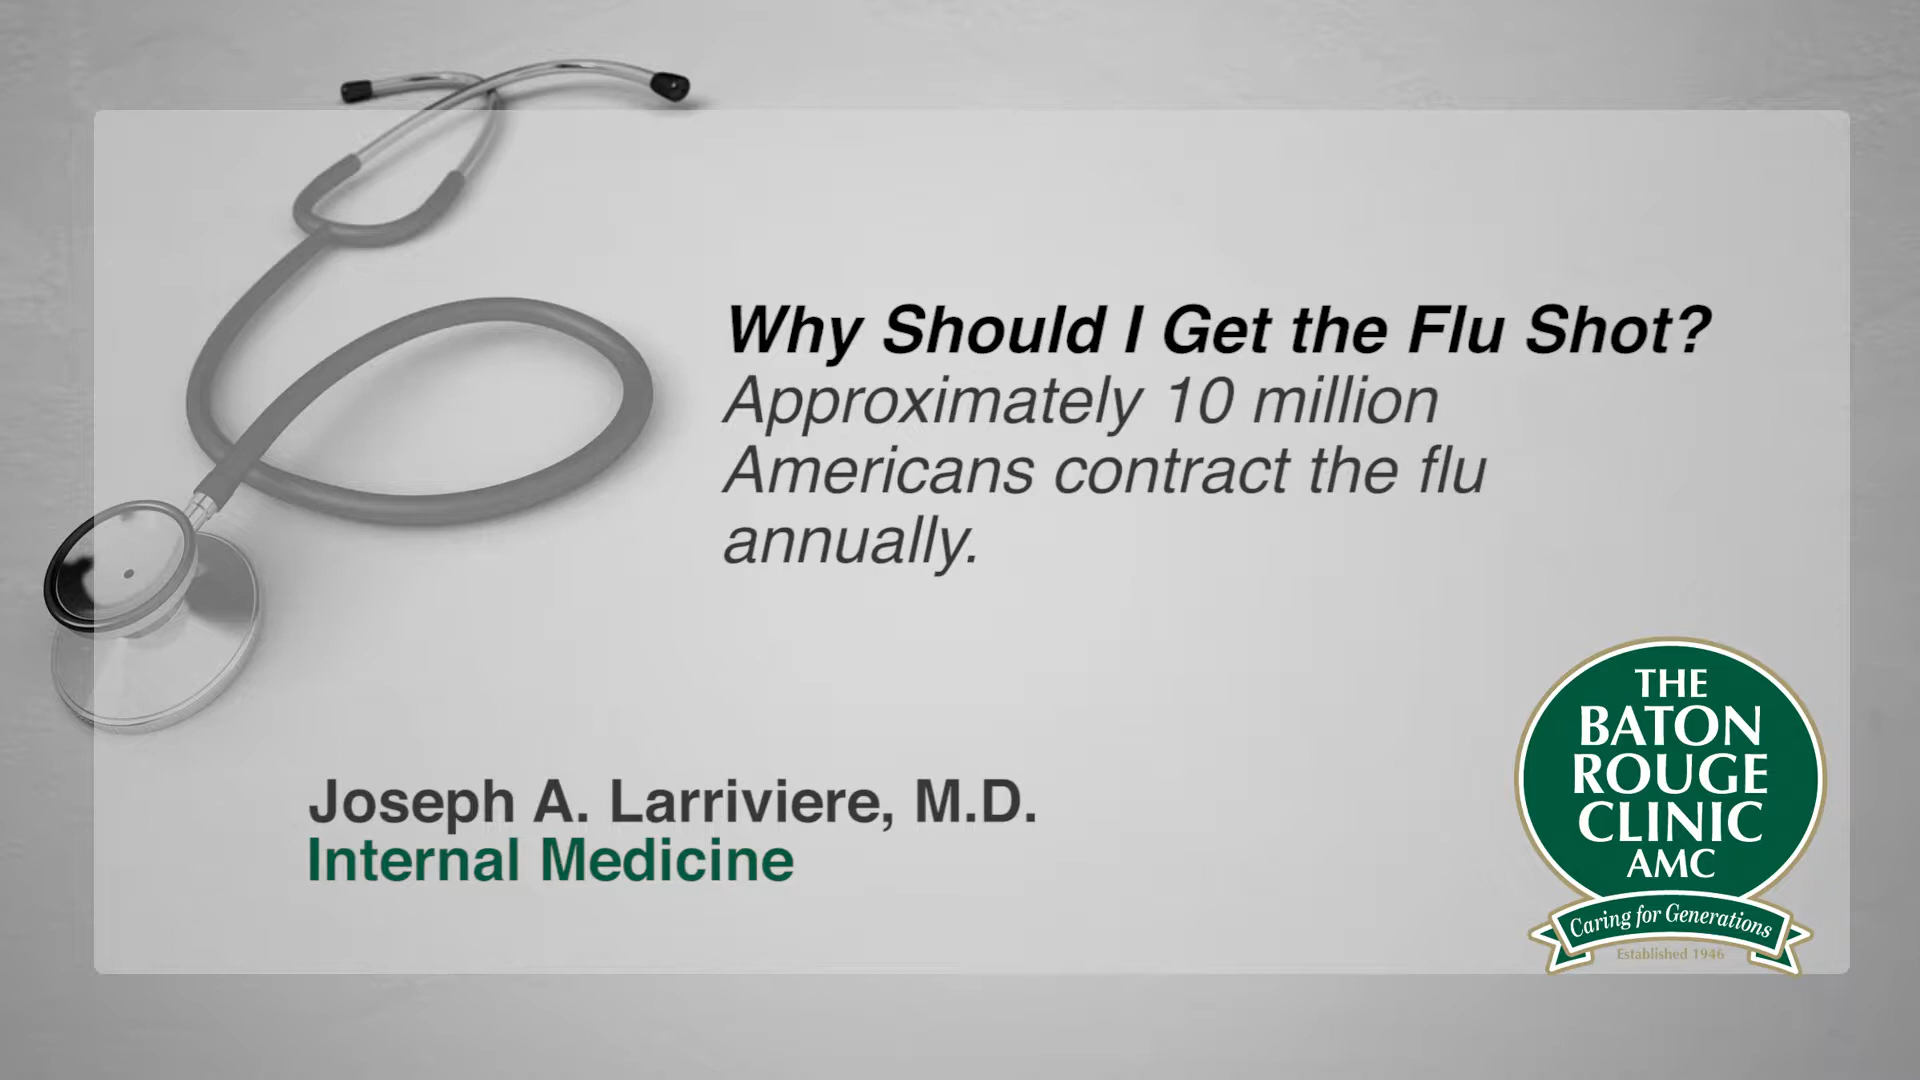 Why Should I Get the Flu Shot?
Approximately 10 million
Americans contract the flu
annually.
Joseph A. Larriviere, M.D.
Internal Medicine
THE
BATON
ROUGE
CLINIC
AMC
Caring for Generations
Established 1946